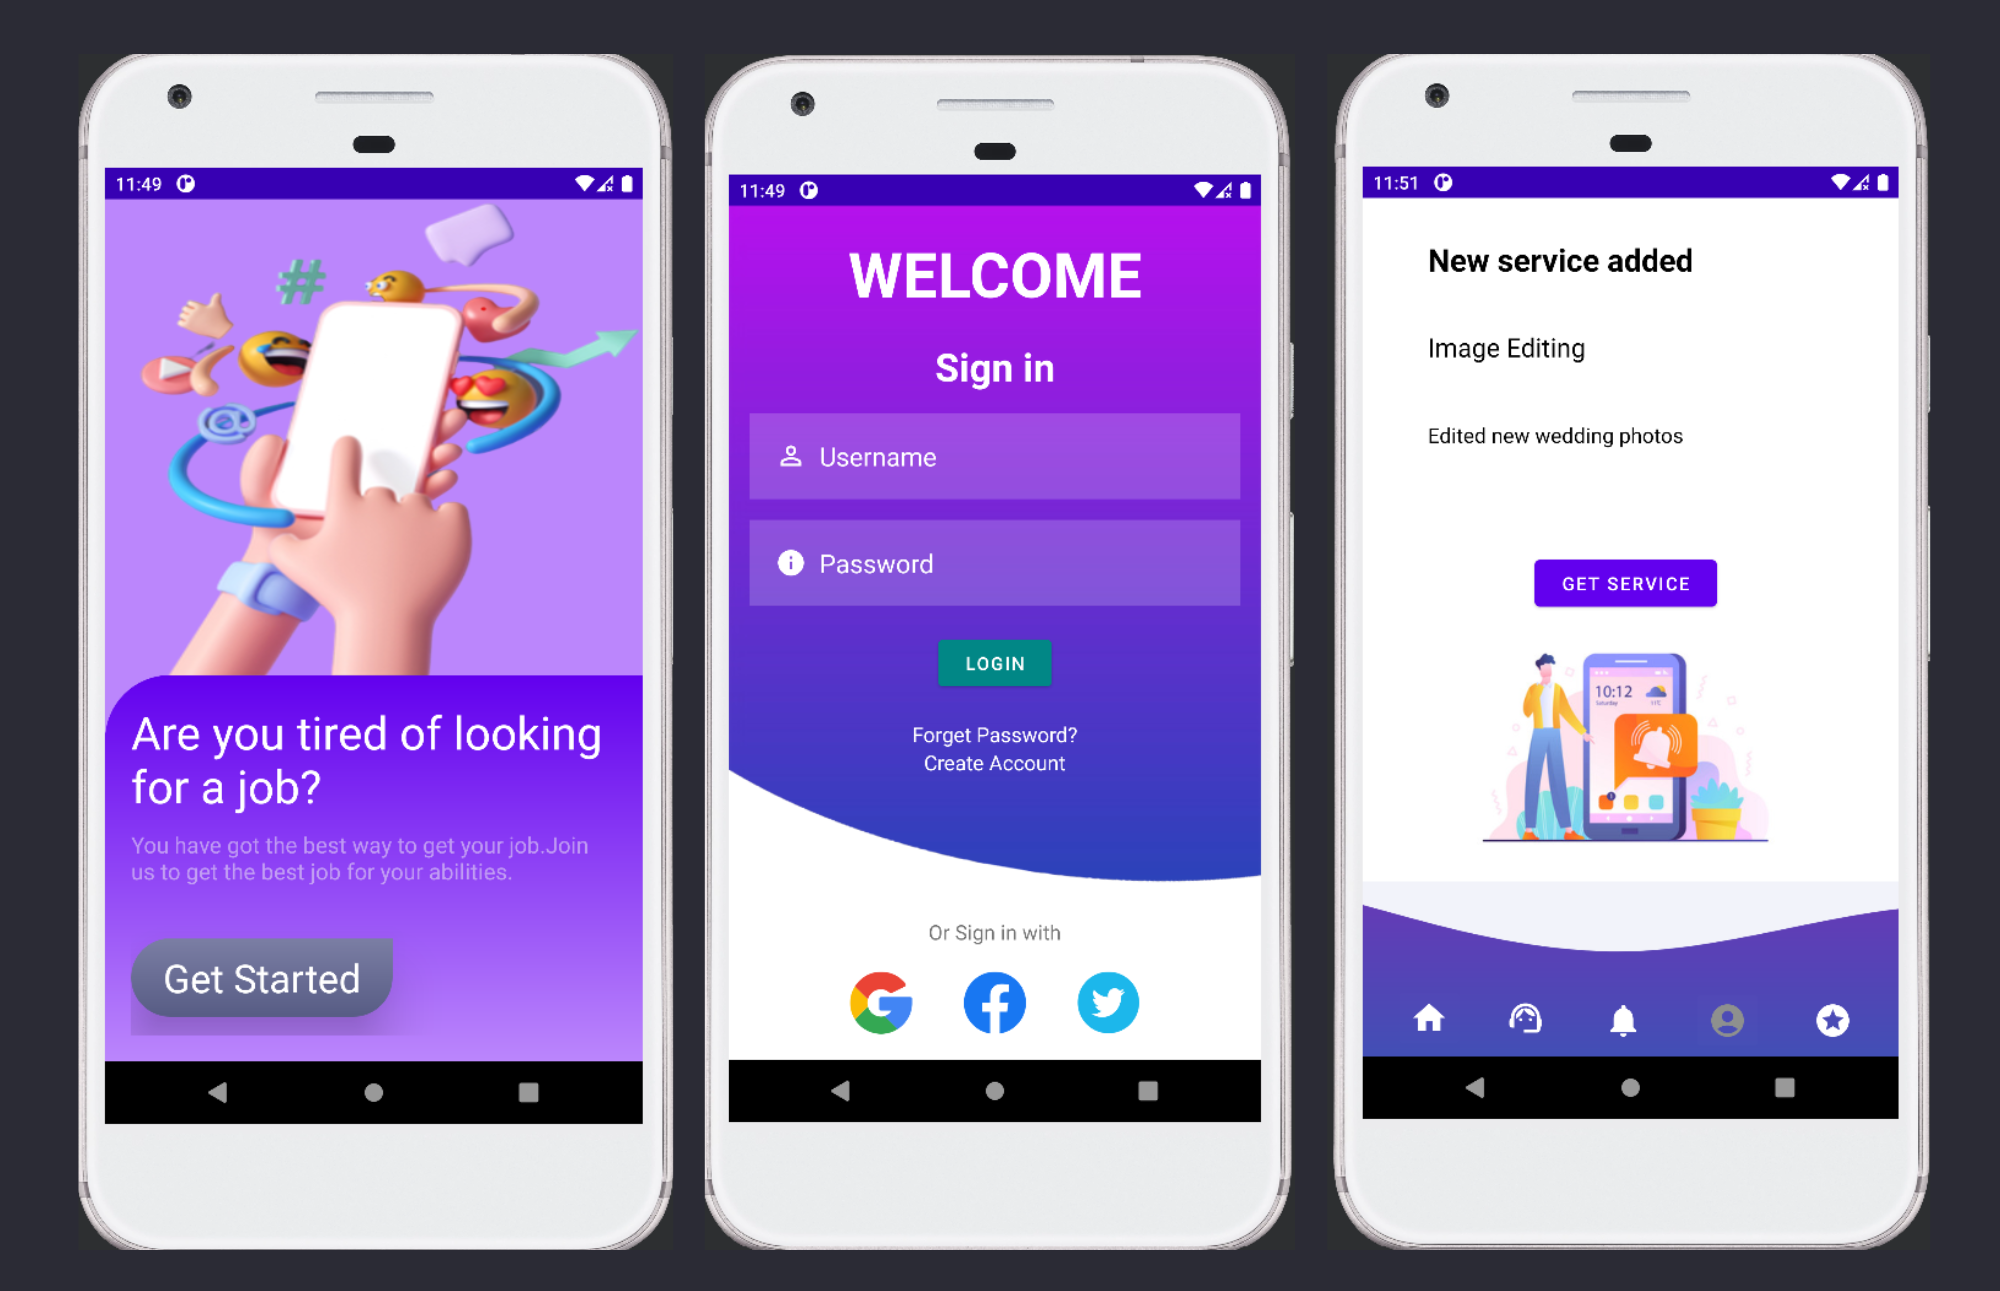 11:49
Are you tired of looking
for a job?
You have got the best way to get your job.Join
us to get the best job for your abilities.
Get Started
11:49
WELCOME
Sign in
Username
Password
LOGIN
Forget Password?
Create Account
Or Sign in with
11:51
New service added
Image Editing
Edited new wedding photos
GET SERVICE
10:12
Saturday